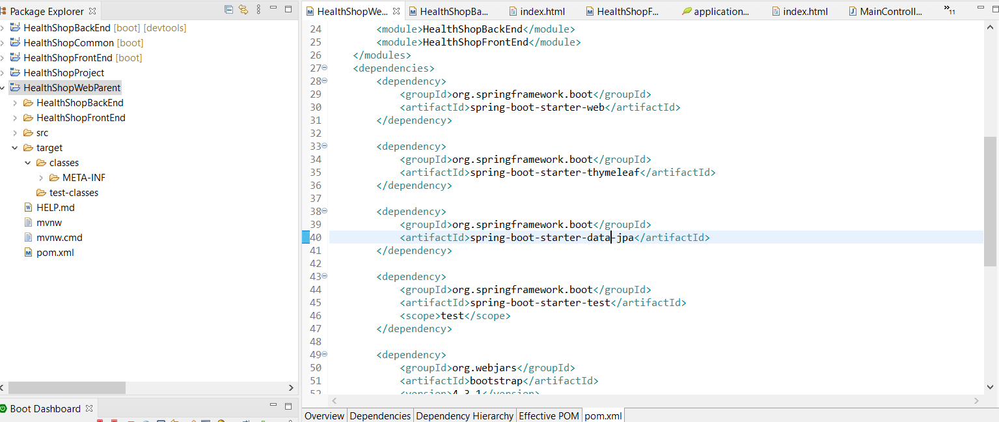 Package Explorer
HealthShopBackEnd [boot] [devtools]
HealthShopCommon [boot]
HealthShopFrontEnd [boot]
HealthShopProject
HealthShopWebParent
HealthShopBackEnd
HealthShopFrontEnd
src
target
classes
META-INF
test-classes
HELP.md
mvnw
mvnw.cmd
pom.xml
Boot Dashboard
HealthShopWe... HealthShopBa... index.html HealthShopF... application... index.html MainControll... »11
24 <module>HealthShopBackEnd</module>
25 <module>HealthShopFrontEnd</module>
26 </modules>
27 <dependencies>
28 <dependency>
29 <groupId>org.springframework.boot</groupId>
30 <artifactId>spring-boot-starter-web</artifactId>
31 </dependency>
32
33 <dependency>
34 <groupId>org.springframework.boot</groupId>
35 <artifactId>spring-boot-starter-thymeleaf</artifactId>
36 </dependency>
37
38 <dependency>
39 <groupId>org.springframework.boot</groupId>
40 <artifactId>spring-boot-starter-data-jpa</artifactId>
41 </dependency>
42
43 <dependency>
44 <groupId>org.springframework.boot</groupId>
45 <artifactId>spring-boot-starter-test</artifactId>
46 <scope>test</scope>
47 </dependency>
48
49 <dependency>
50 <groupId>org.webjars</groupId>
51 <artifactId>bootstrap</artifactId>
52 <version>4.3.1</version>
Overview Dependencies Dependency Hierarchy Effective POM pom.xml